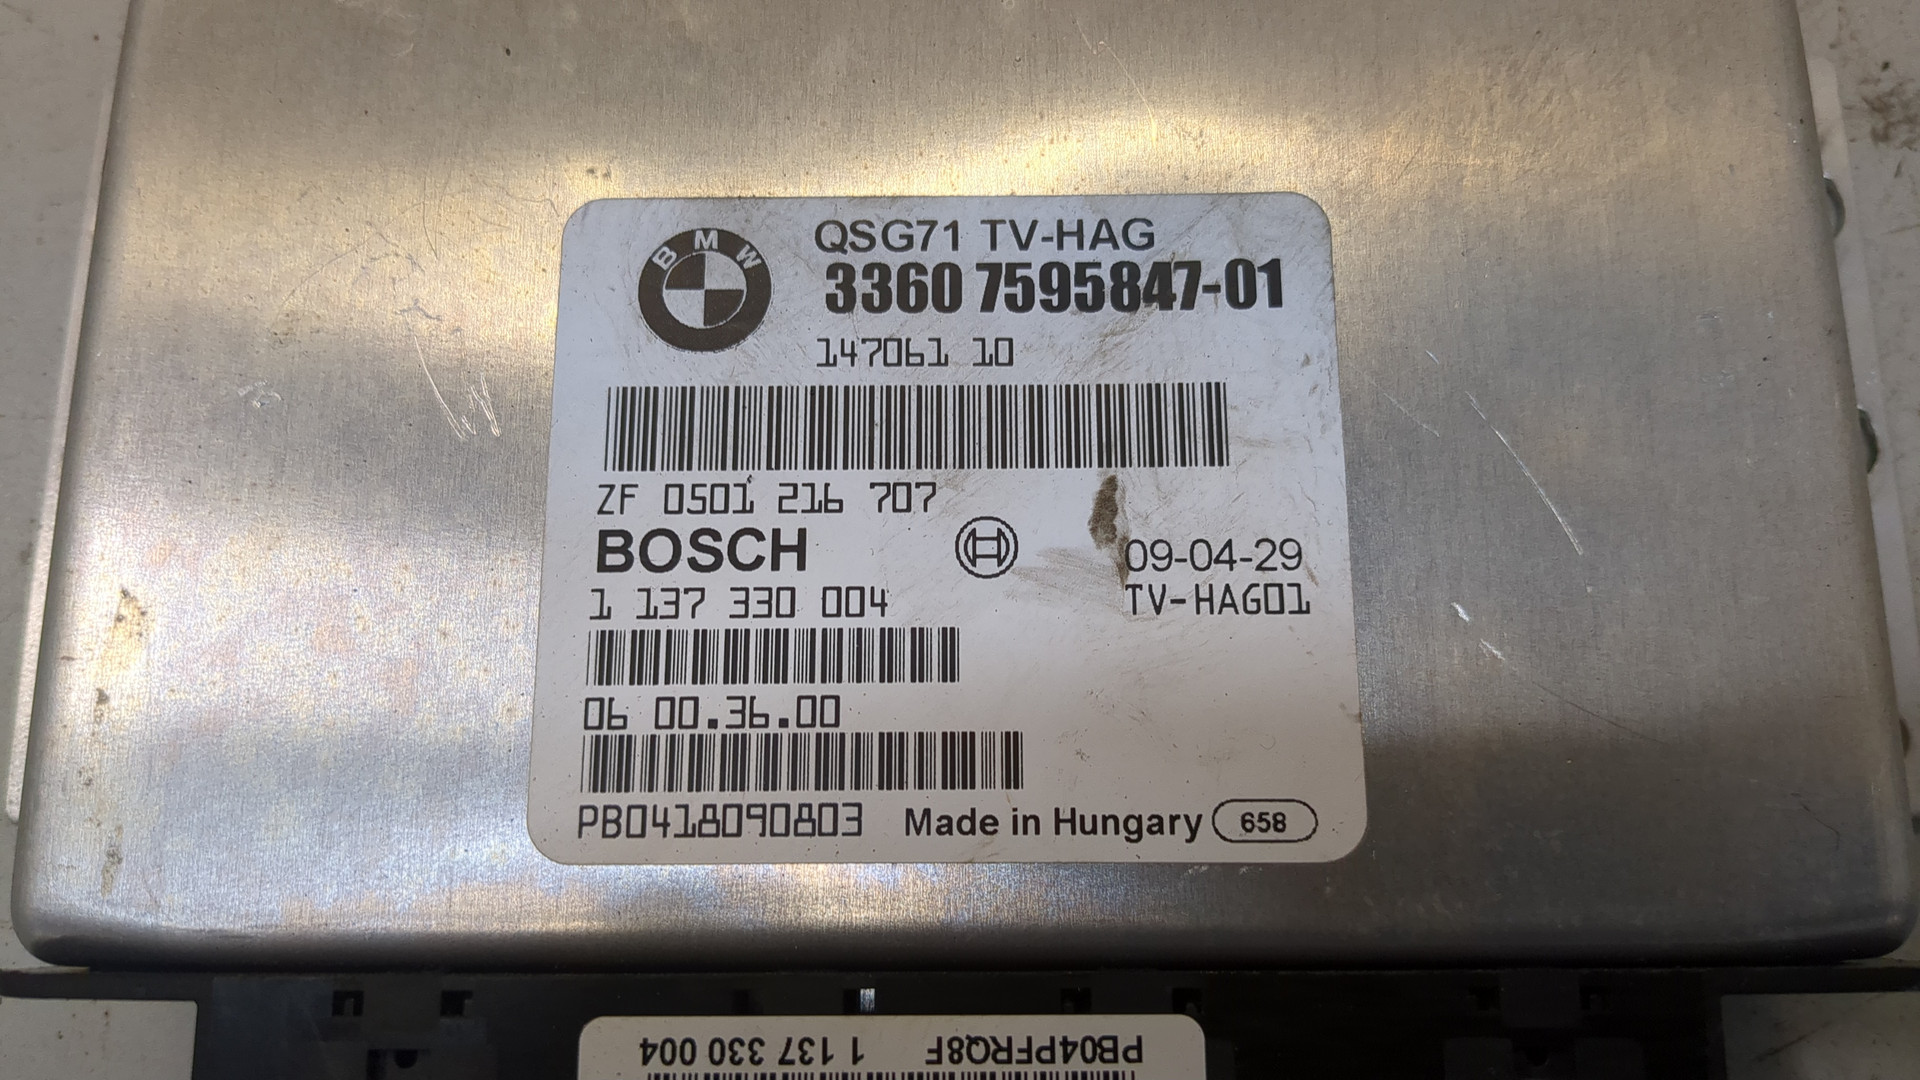 BMW
QSG71 TV-HAG
3360 7595847-01
147061 10
ZF 0501 216 707
BOSCH
09-04-29
1 137 330 004
TV-HAG01
06 00.36.00
PB0418090803 Made in Hungary 658
PB04PFRQ8F 1 137 330 004